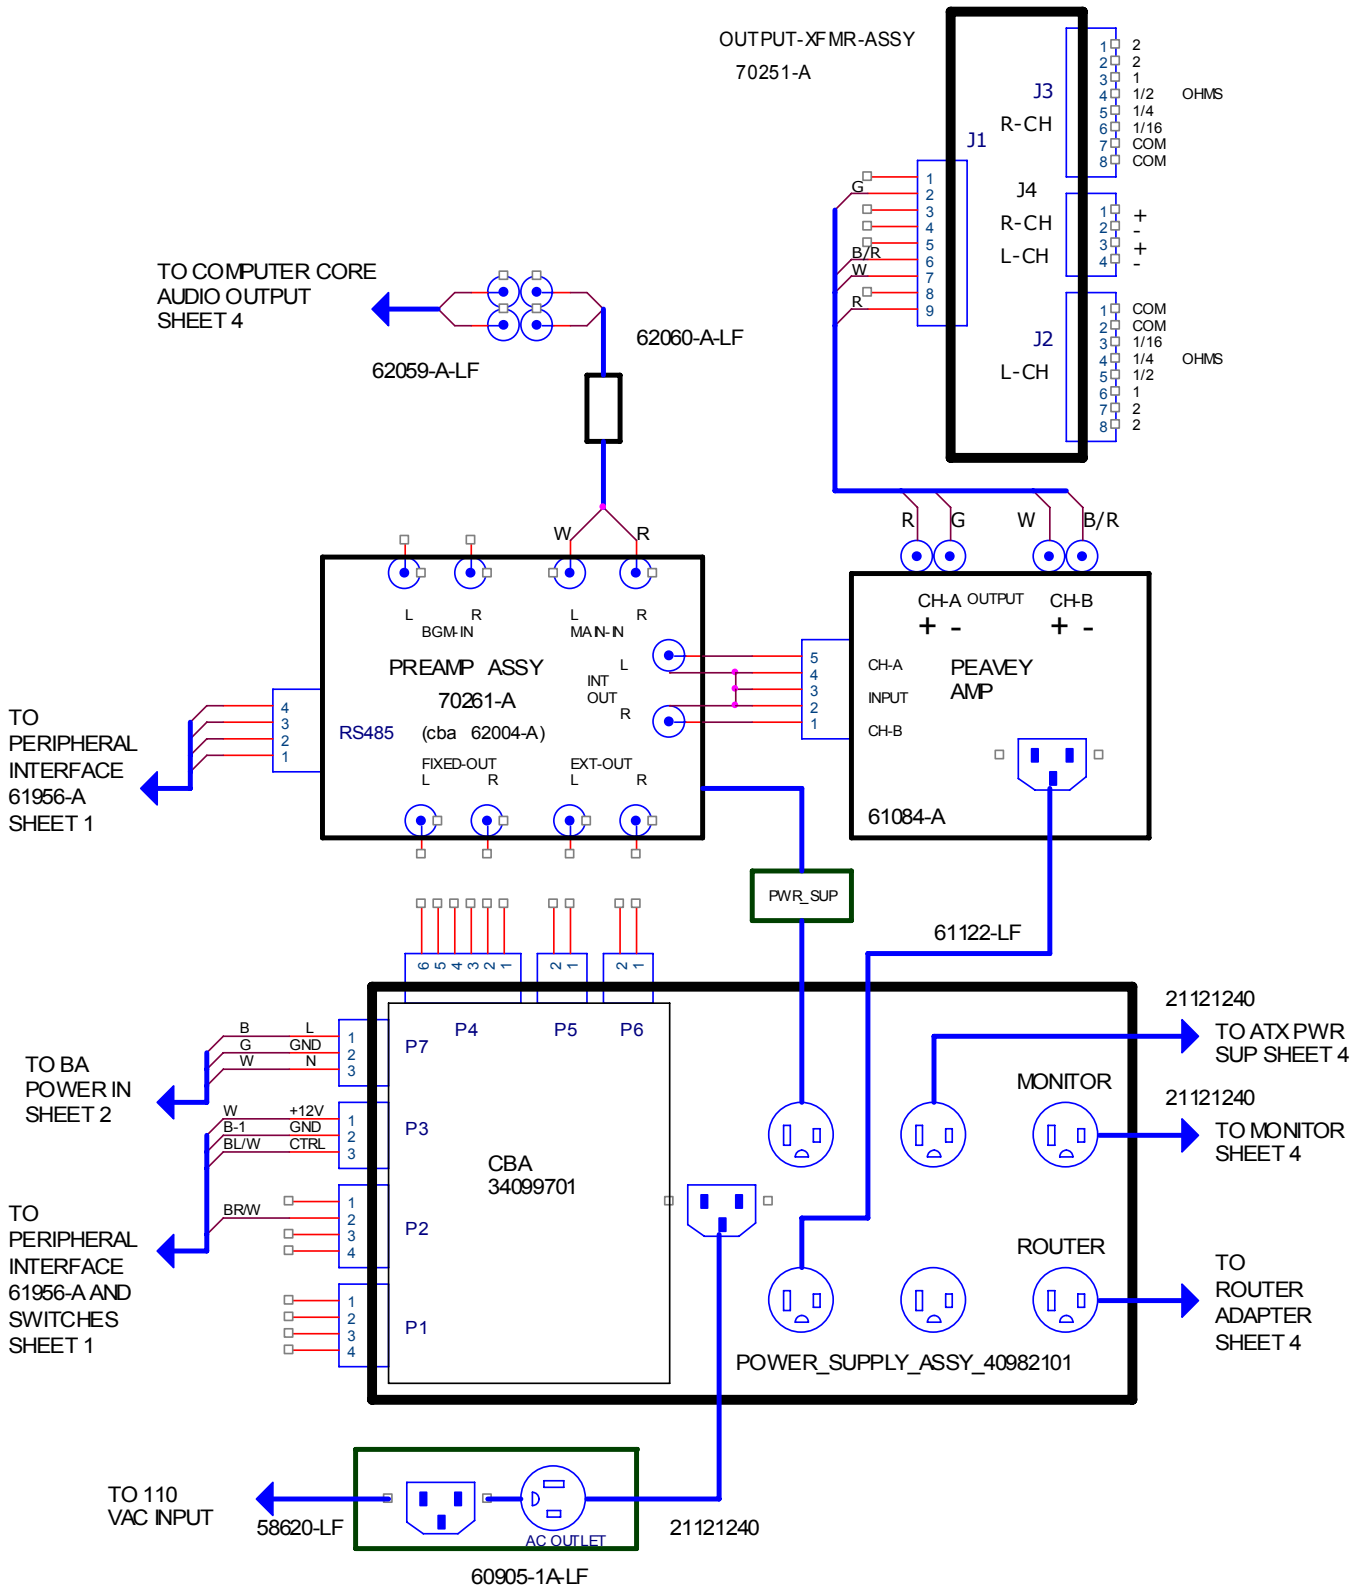 OUTPUT-XFMR-ASSY
70251-A
J3
R-CH
1 2
2 2
3 1
4 1/2 OHMS
5 1/4
6 1/16
7 COM
8 COM
J1
1
G 2
3
4
5
B/R 6
W 7
8
R 9
J4
R-CH
L-CH
1 +
2 -
3 +
4 -
J2
L-CH
1 COM
2 COM
3 1/16
4 1/4 OHMS
5 1/2
6 1
7 2
8 2
TO COMPUTER CORE
AUDIO OUTPUT
SHEET 4
62059-A-LF
62060-A-LF
W R
L R
BGM-IN
L R
MAIN-IN
PREAMP ASSY
70261-A
(cba 62004-A)
RS485
L
INT
OUT
R
FIXED-OUT
L R
EXT-OUT
L R
4
3
2
1
TO
PERIPHERAL
INTERFACE
61956-A
SHEET 1
R G W B/R
CH-A OUTPUT CH-B
+ - + -
PEAVEY
AMP
5
4
3
2
1
CH-A
INPUT
CH-B
61084-A
PWR_SUP
61122-LF
6 5 4 3 2 1
2 1
2 1
P4 P5 P6
B L 1
G GND 2
W N 3
P7
TO BA
POWER IN
SHEET 2
W +12V 1
B-1 GND 2
BL/W CTRL 3
P3
1
BR/W 2
3
4
P2
1
2
3
4
P1
TO
PERIPHERAL
INTERFACE
61956-A AND
SWITCHES
SHEET 1
CBA
34099701
MONITOR
ROUTER
POWER_SUPPLY_ASSY_40982101
21121240
TO ATX PWR
SUP SHEET 4
21121240
TO MONITOR
SHEET 4
TO
ROUTER
ADAPTER
SHEET 4
TO 110
VAC INPUT
58620-LF
AC OUTLET
21121240
60905-1A-LF